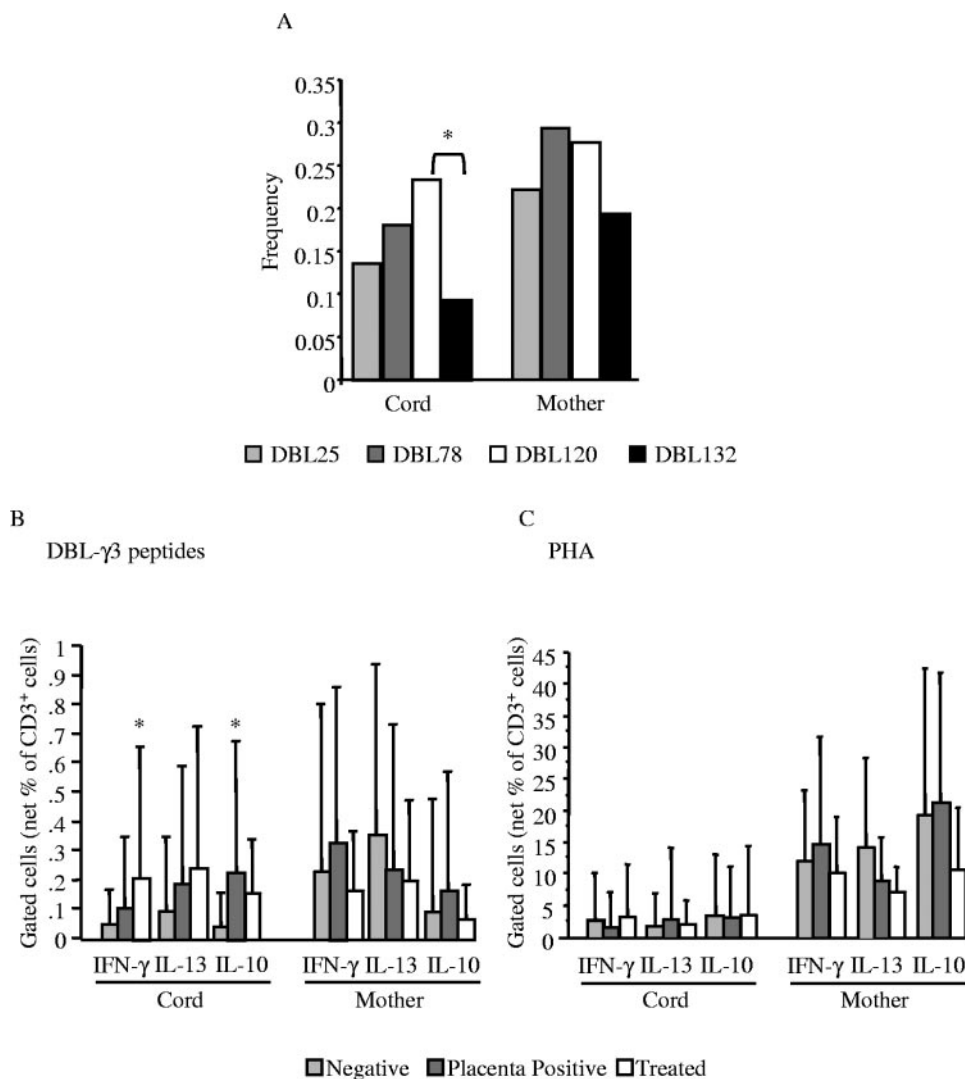 A
Frequency
0.35
0.3
0.25
0.2
0.15
0.1
0.05
0
*
Cord Mother
DBL25 DBL78 DBL120 DBL132
B
DBL-γ3 peptides
Gated cells (net % of CD3+ cells)
1
.9
.8
.7
.6
.5
.4
.3
.2
.1
0
* *
IFN-γ IL-13 IL-10 IFN-γ IL-13 IL-10
Cord Mother
C
PHA
Gated cells (net % of CD3+ cells)
45
40
35
30
25
20
15
10
5
0
IFN-γ IL-13 IL-10 IFN-γ IL-13 IL-10
Cord Mother
Negative Placenta Positive Treated